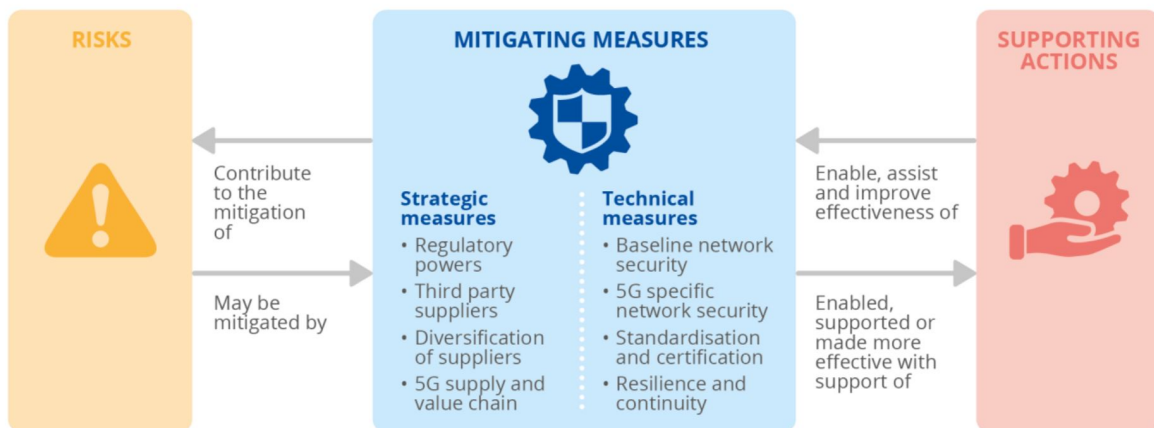 RISKS
Contribute
to the
mitigation
of
May be
mitigated by
MITIGATING MEASURES
Strategic
measures
• Regulatory
powers
• Third party
suppliers
• Diversification
of suppliers
• 5G supply and
value chain
Technical
measures
• Baseline network
security
• 5G specific
network security
• Standardisation
and certification
• Resilience and
continuity
Enable, assist
and improve
effectiveness of
Enabled,
supported or
made more
effective with
support of
SUPPORTING
ACTIONS